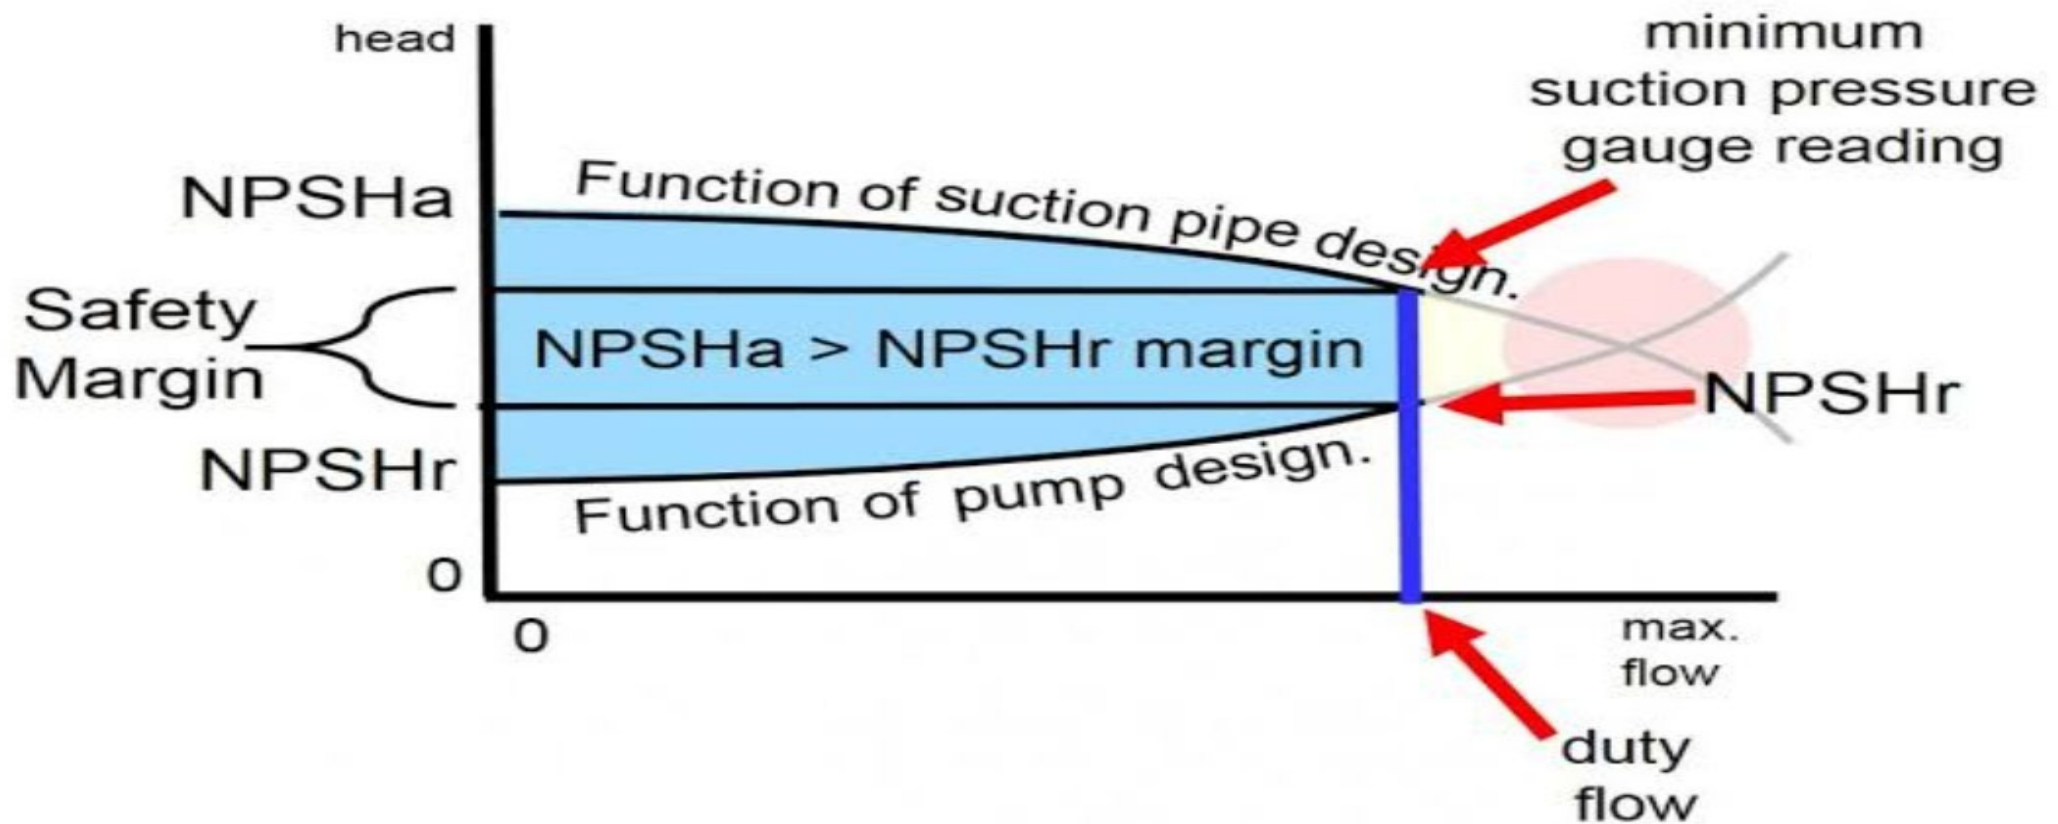 head
minimum
suction pressure
gauge reading
NPSHa
Function of suction pipe design.
Safety
Margin
NPSHa > NPSHr margin
NPSHr
NPSHr
Function of pump design.
0
0
max.
flow
duty
flow